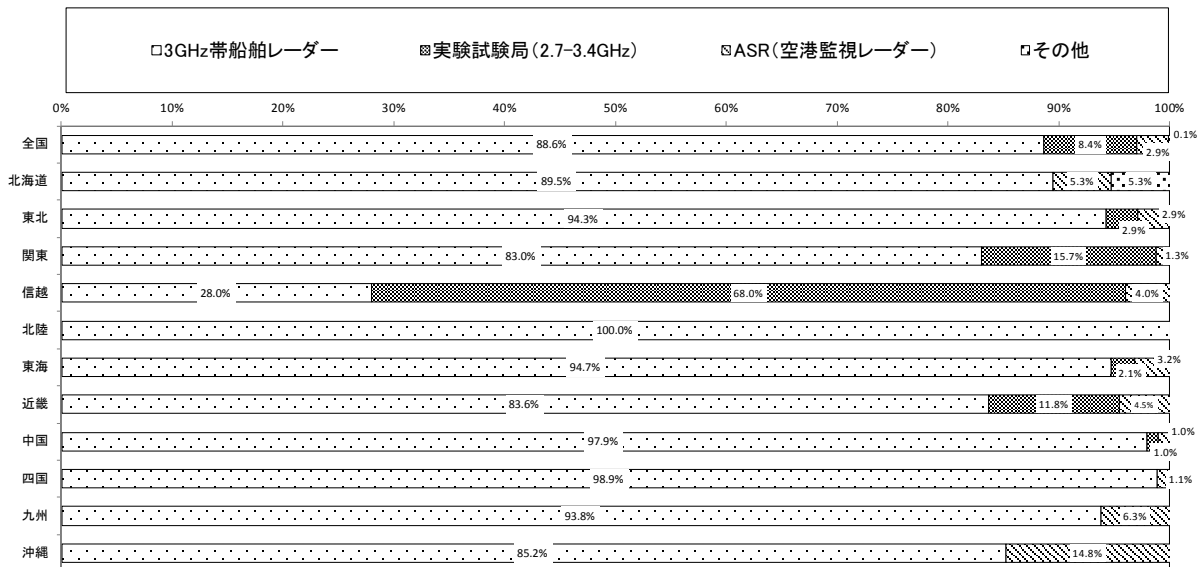 3GHz帯船舶レーダー 実験試験局(2.7-3.4GHz) ASR(空港監視レーダー) その他
0% 10% 20% 30% 40% 50% 60% 70% 80% 90% 100%
全国 88.6% 8.4% 2.9% 0.1%
北海道 89.5% 5.3% 5.3%
東北 94.3% 2.9% 2.9%
関東 83.0% 15.7% 1.3%
信越 28.0% 68.0% 4.0%
北陸 100.0%
東海 94.7% 2.1% 3.2%
近畿 83.6% 11.8% 4.5%
中国 97.9% 1.0% 1.0%
四国 98.9% 1.1%
九州 93.8% 6.3%
沖縄 85.2% 14.8%